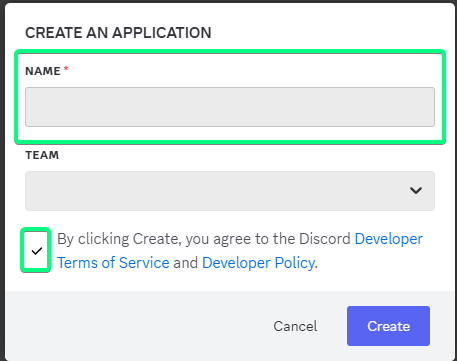 CREATE AN APPLICATION
NAME *
TEAM
By clicking Create, you agree to the Discord Developer
Terms of Service and Developer Policy.
Cancel
Create